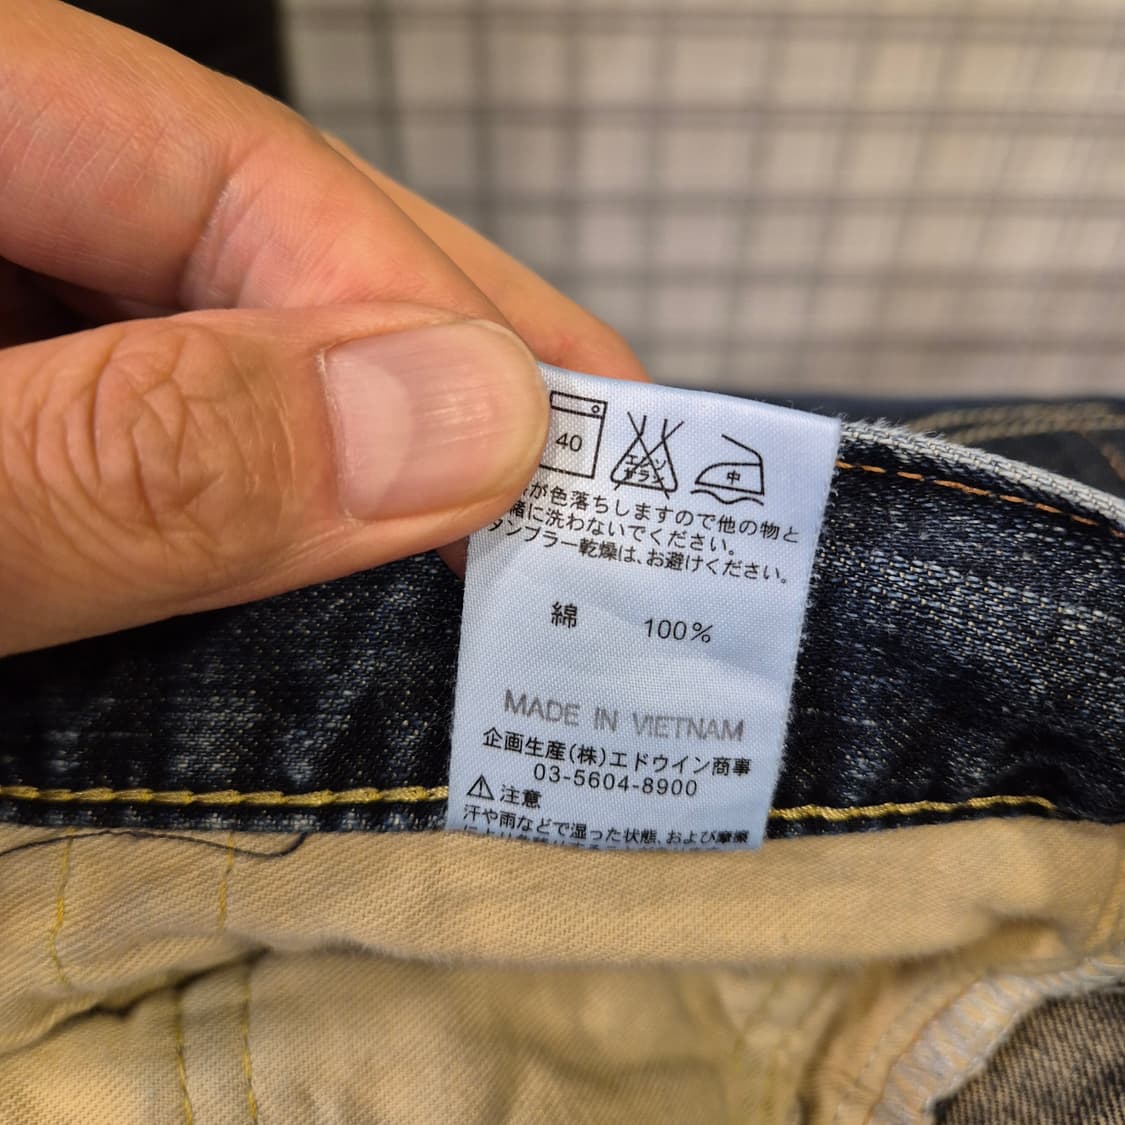 40
エンソ
サラシ
中
が色落ちしますので他の物と
緒に洗わないでください。
タンブラー乾燥は、お避けください。
綿 100%
MADE IN VIETNAM
企画生産(株)エドウイン商事
03-5604-8900
注意
汗や雨などで湿った状態、および摩擦